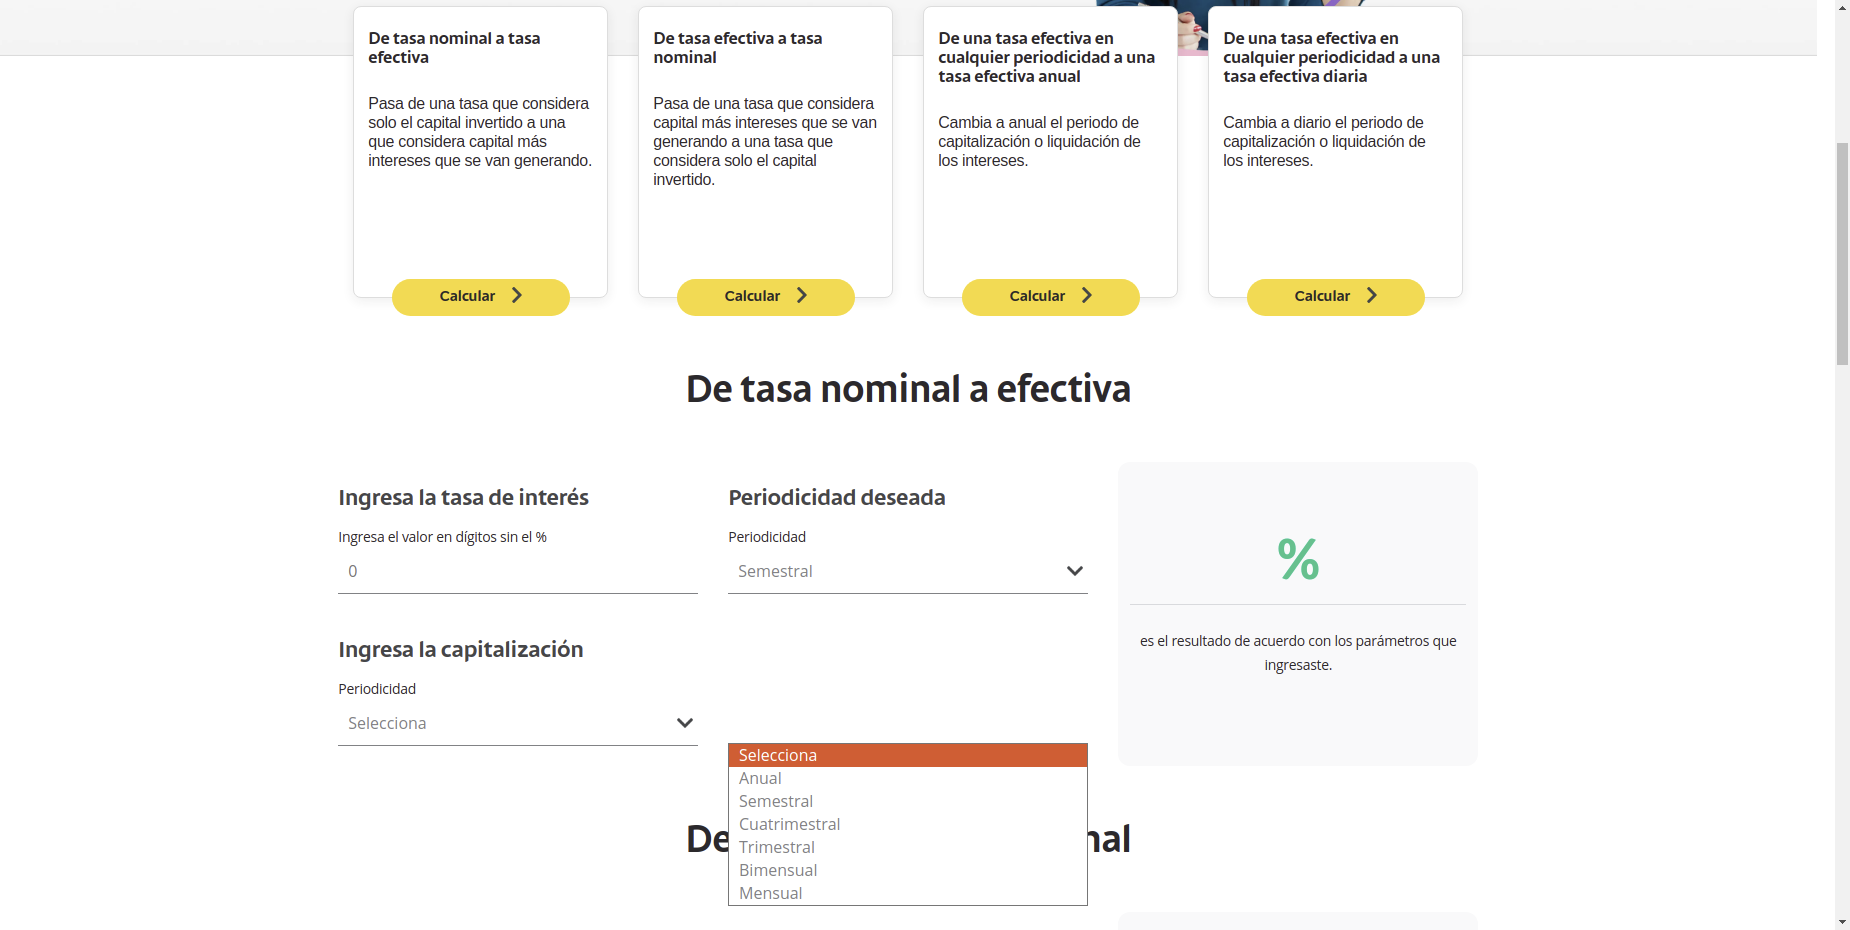 De tasa nominal a tasa
efectiva
Pasa de una tasa que considera
solo el capital invertido a una
que considera capital más
intereses que se van generando.
Calcular
De tasa efectiva a tasa
nominal
Pasa de una tasa que considera
capital más intereses que se van
generando a una tasa que
considera solo el capital
invertido.
Calcular
De una tasa efectiva en
cualquier periodicidad a una
tasa efectiva anual
Cambia a anual el periodo de
capitalización o liquidación de
los intereses.
Calcular
De una tasa efectiva en
cualquier periodicidad a una
tasa efectiva diaria
Cambia a diario el periodo de
capitalización o liquidación de
los intereses.
Calcular
De tasa nominal a efectiva
Ingresa la tasa de interés
Ingresa el valor en dígitos sin el %
0
Periodicidad deseada
Periodicidad
Semestral
Ingresa la capitalización
Periodicidad
Selecciona
%
es el resultado de acuerdo con los parámetros que
ingresaste.
Selecciona
Anual
Semestral
Cuatrimestral
Trimestral
Bimensual
Mensual
De